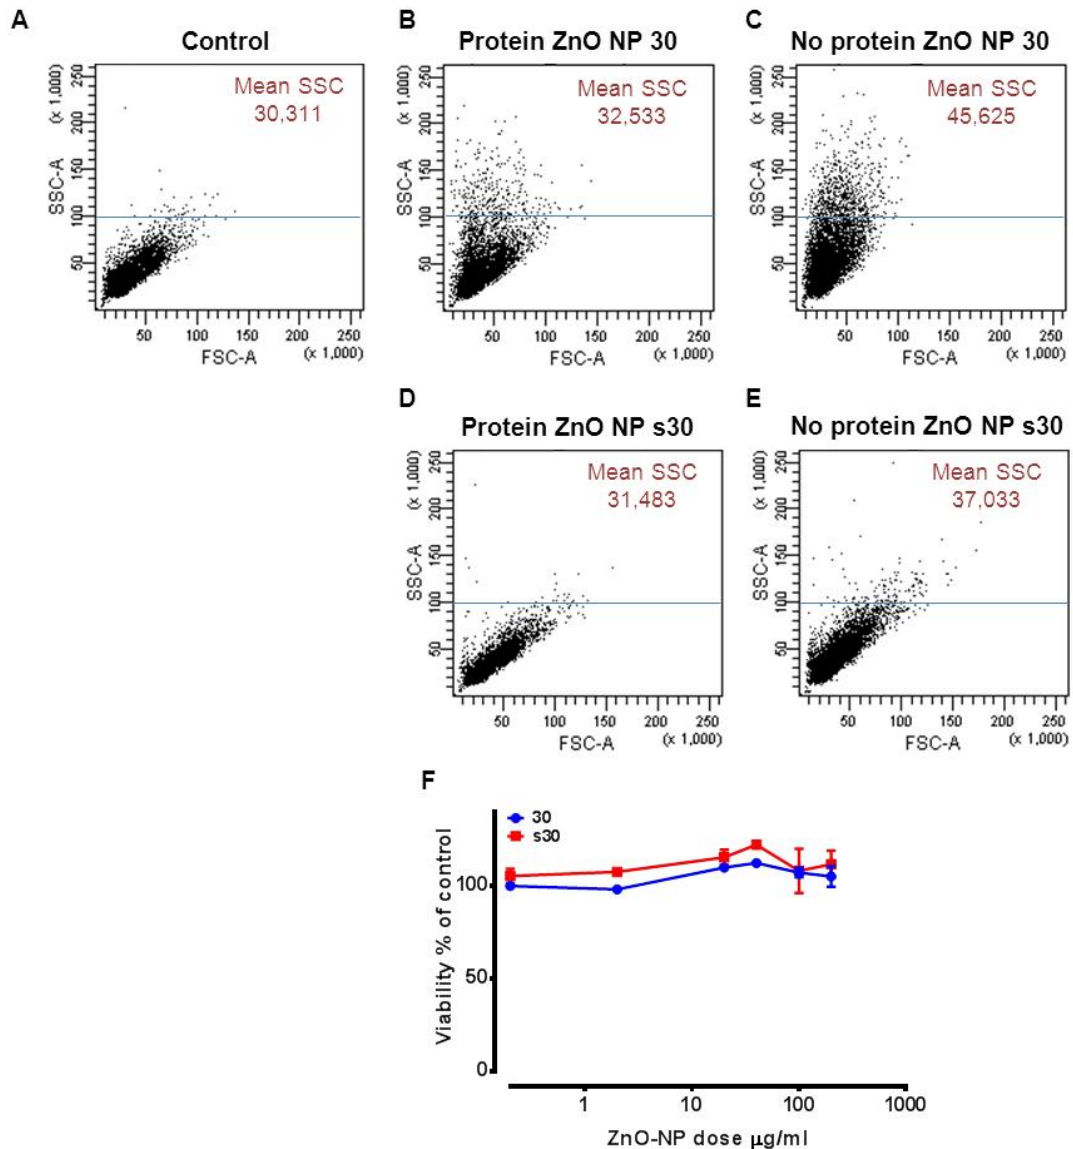 A
Control
Mean SSC
30,311
SSC-A
(x 1,000)
50
100
150
200
250
50 100 150 200 250
FSC-A
(x 1,000)
B
Protein ZnO NP 30
Mean SSC
32,533
SSC-A
(x 1,000)
50
100
150
200
250
50 100 150 200 250
FSC-A
(x 1,000)
C
No protein ZnO NP 30
Mean SSC
45,625
SSC-A
(x 1,000)
50
100
150
200
250
50 100 150 200 250
FSC-A
(x 1,000)
D
Protein ZnO NP s30
Mean SSC
31,483
SSC-A
(x 1,000)
50
100
150
200
250
50 100 150 200 250
FSC-A
(x 1,000)
E
No protein ZnO NP s30
Mean SSC
37,033
SSC-A
(x 1,000)
50
100
150
200
250
50 100 150 200 250
FSC-A
(x 1,000)
F
30
s30
Viability % of control
100
50
0
1 10 100 1000
ZnO-NP dose μg/ml